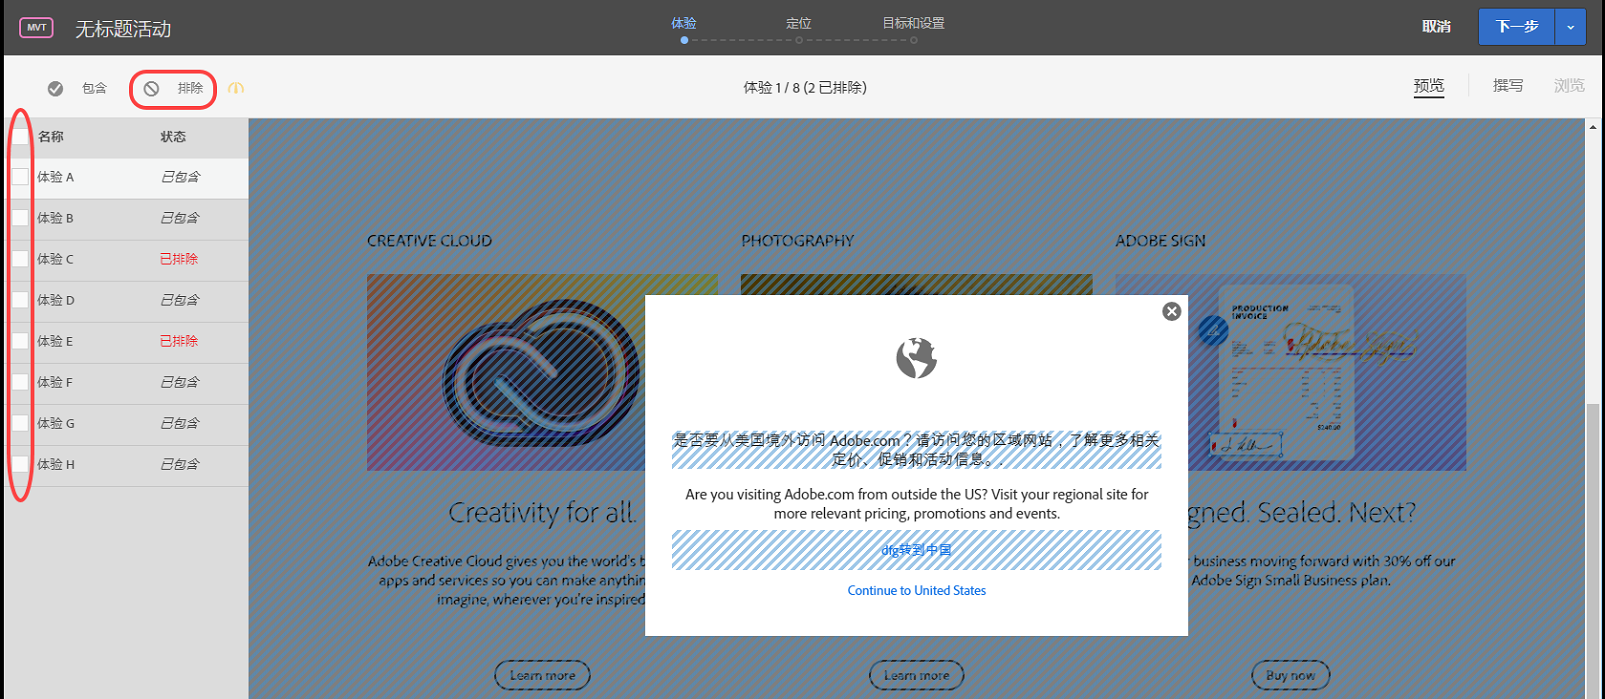 MVT 无标题活动 体验 定位 目标和设置 取消 下一步
包含 排除 体验 1 / 8 (2 已排除) 预览 撰写 浏览
名称 状态
体验 A 已包含
体验 B 已包含
体验 C 已排除
体验 D 已包含
体验 E 已排除
体验 F 已包含
体验 G 已包含
体验 H 已包含
CREATIVE CLOUD PHOTOGRAPHY ADOBE SIGN
PRODUCTION
INVOICE
是否要从美国境外访问 Adobe.com？请访问您的区域网站，了解更多相关
定价、促销和活动信息。.
Are you visiting Adobe.com from outside the US? Visit your regional site for
more relevant pricing, promotions and events.
dfg转到中国
Continue to United States
Creativity for all.
gned. Sealed. Next?
Adobe Creative Cloud gives you the world's b
apps and services so you can make anythin
imagine, wherever you're inspired
business moving forward with 30% off our
Adobe Sign Small Business plan.
Learn more Learn more Buy now